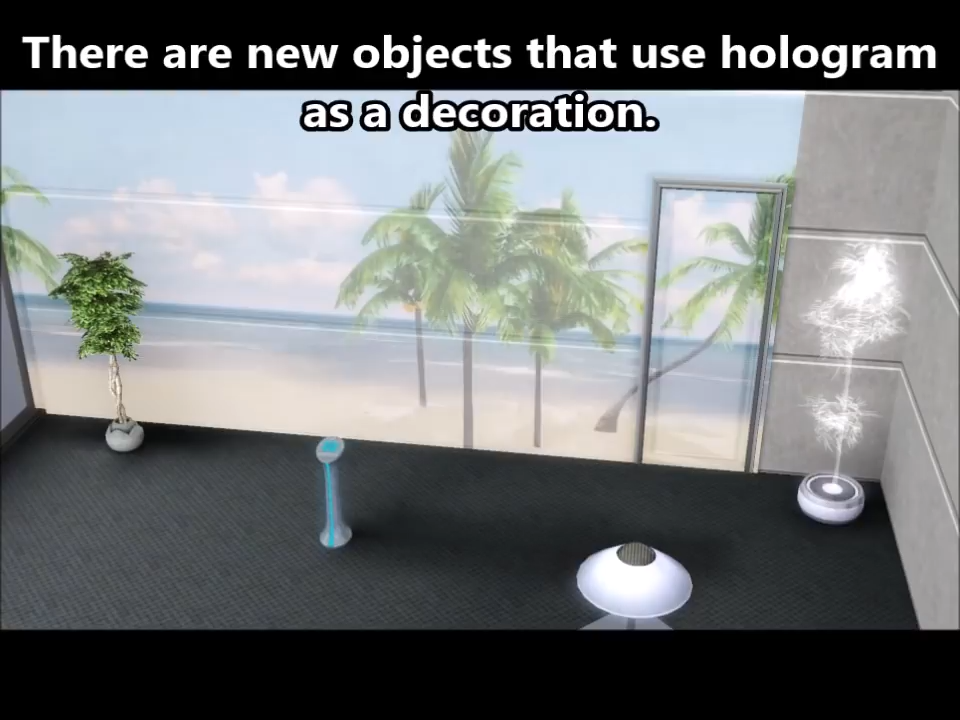 There are new objects that use hologram
as a decoration.